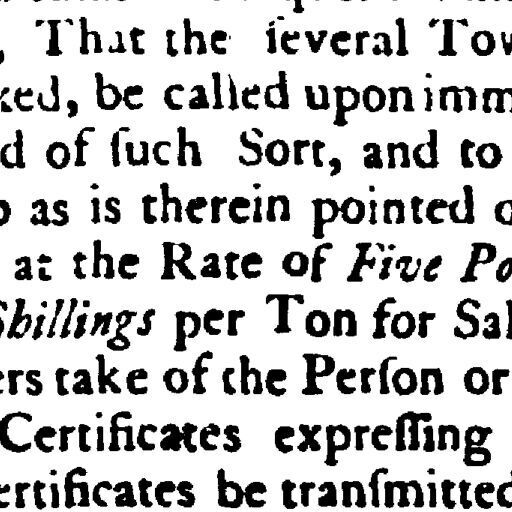 , That the ſeveral Tow
ked, be called upon imm
d of ſuch Sort, and to
as is therein pointed o
at the Rate of Five Po
Shillings per Ton for Sal
ers take of the Perſon or
Certificates expreſſing
ertificates be tranſmitted